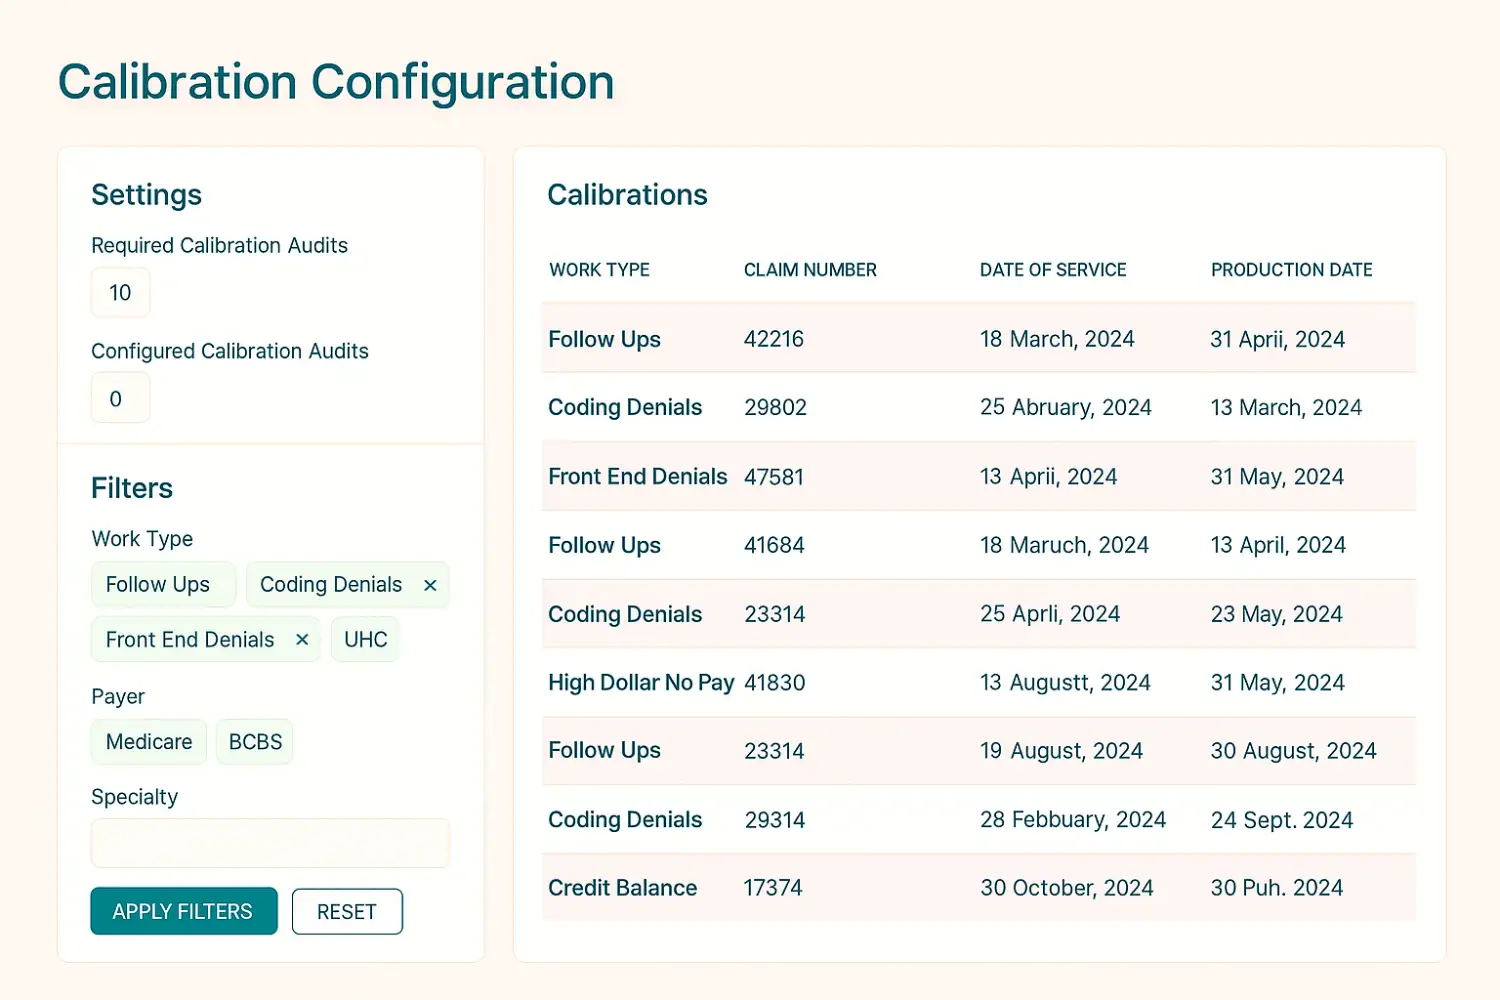 Calibration Configuration
Settings
Required Calibration Audits
10
Configured Calibration Audits
0
Filters
Work Type
Follow Ups Coding Denials ×
Front End Denials × UHC
Payer
Medicare BCBS
Specialty
APPLY FILTERS RESET
Calibrations
WORK TYPE CLAIM NUMBER DATE OF SERVICE PRODUCTION DATE
Follow Ups 42216 18 March, 2024 31 Aprii, 2024
Coding Denials 29802 25 Abruary, 2024 13 March, 2024
Front End Denials 47581 13 Aprii, 2024 31 May, 2024
Follow Ups 41684 18 Maruch, 2024 13 April, 2024
Coding Denials 23314 25 Aprli, 2024 23 May, 2024
High Dollar No Pay 41830 13 Augustt, 2024 31 May, 2024
Follow Ups 23314 19 August, 2024 30 August, 2024
Coding Denials 29314 28 Febbuary, 2024 24 Sept. 2024
Credit Balance 17374 30 October, 2024 30 Puh. 2024